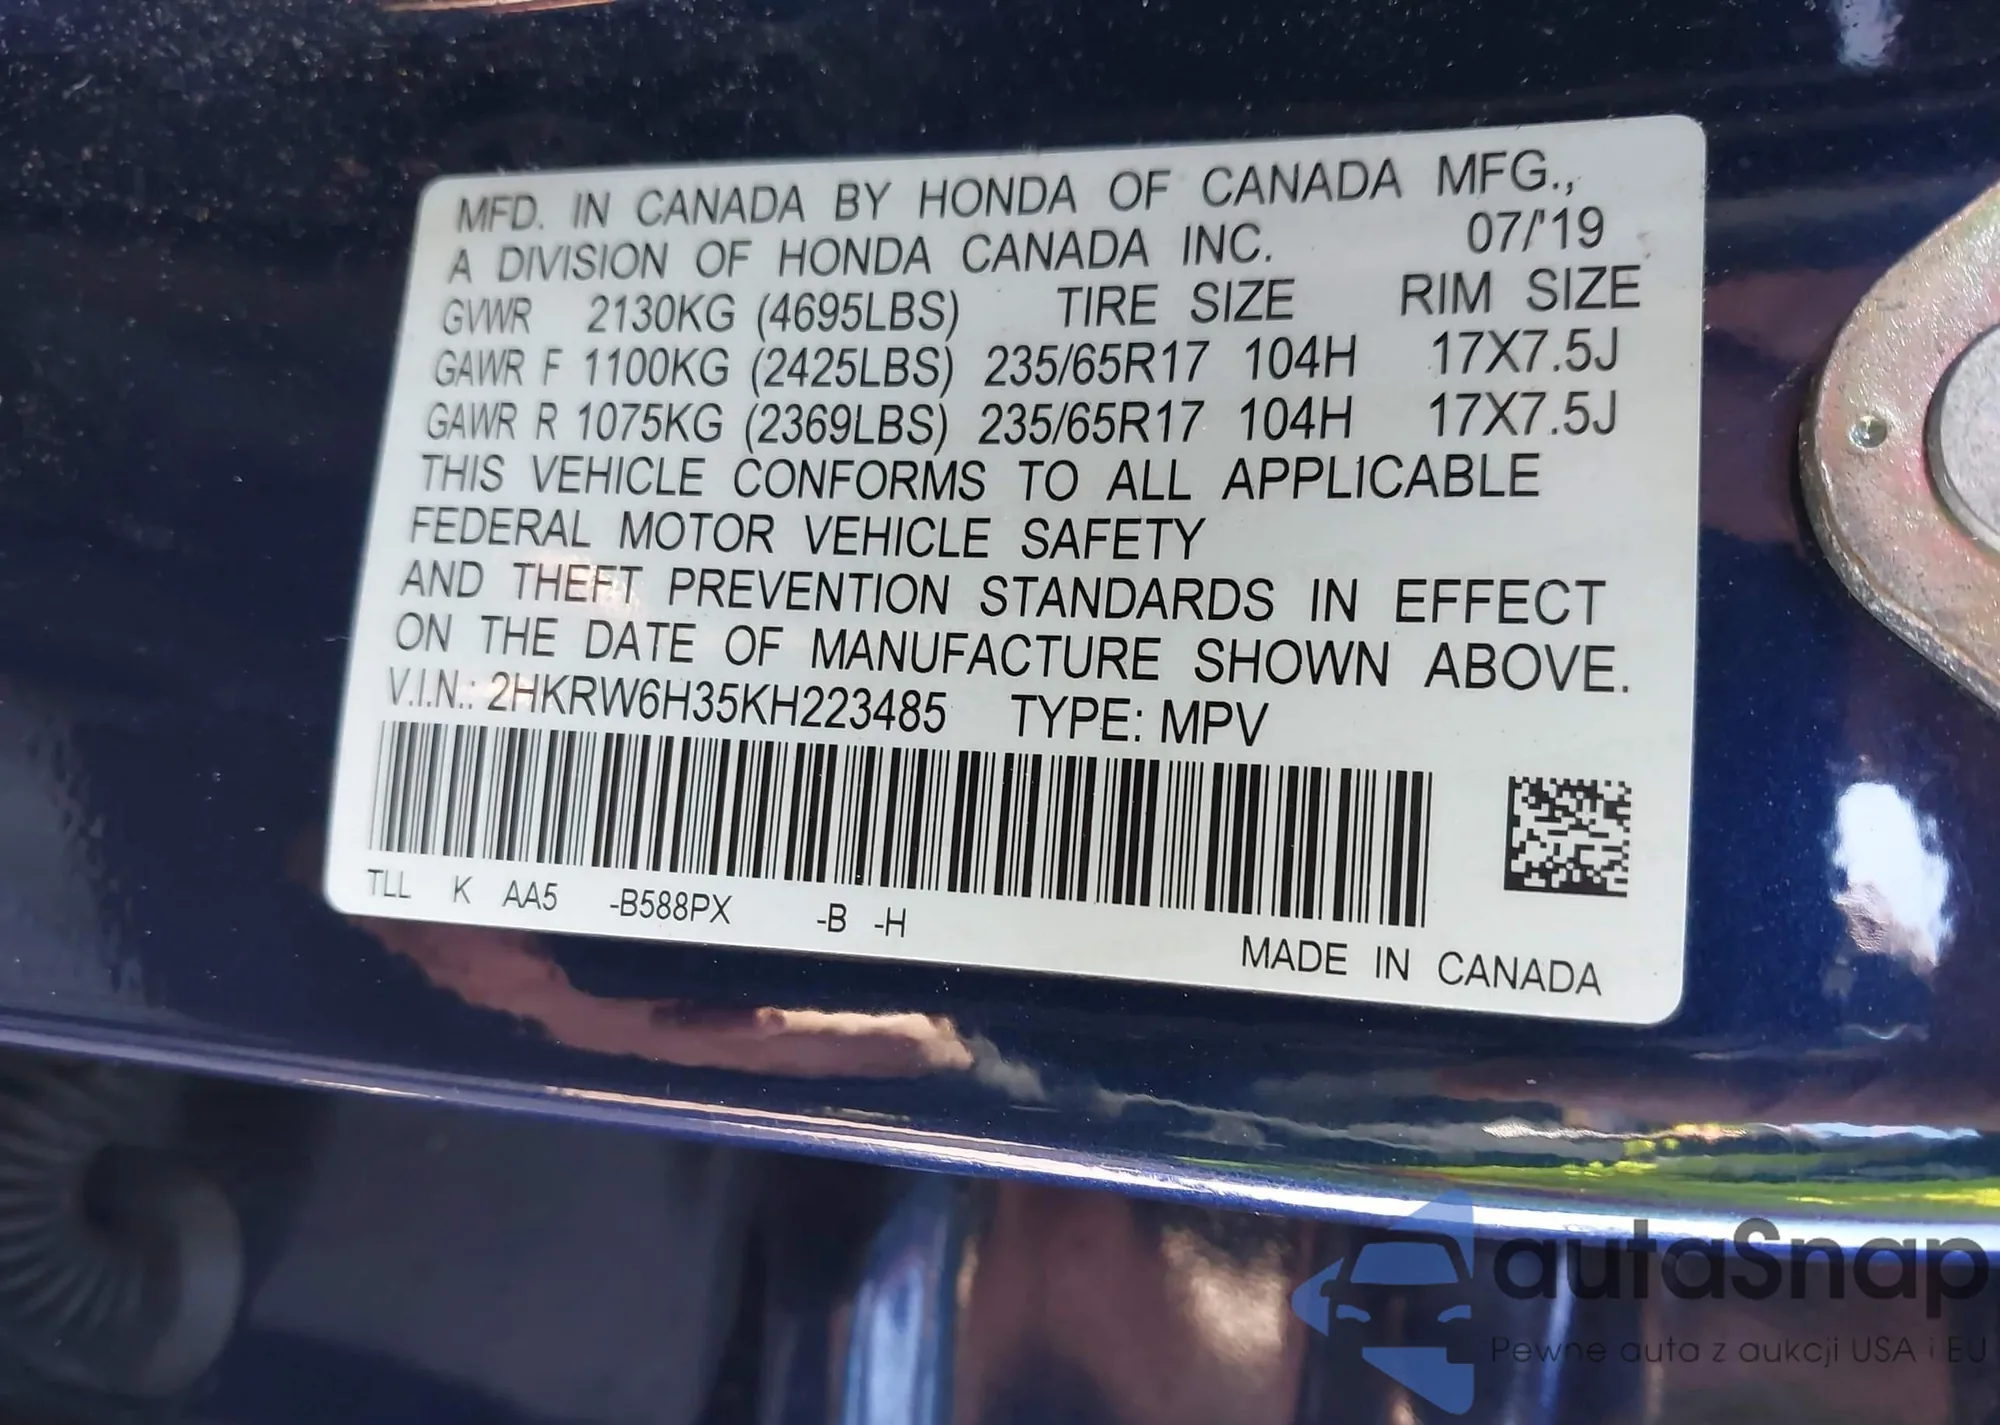 MFD. IN CANADA BY HONDA OF CANADA MFG.,
A DIVISION OF HONDA CANADA INC. 07/'19
GVWR 2130KG (4695LBS) TIRE SIZE RIM SIZE
GAWR F 1100KG (2425LBS) 235/65R17 104H 17X7.5J
GAWR R 1075KG (2369LBS) 235/65R17 104H 17X7.5J
THIS VEHICLE CONFORMS TO ALL APPLICABLE
FEDERAL MOTOR VEHICLE SAFETY
AND THEFT PREVENTION STANDARDS IN EFFECT
ON THE DATE OF MANUFACTURE SHOWN ABOVE.
V.I.N.: 2HKRW6H35KH223485 TYPE: MPV
TLL K AA5 -B588PX -B -H
MADE IN CANADA
autaSnap
Pewne auta z aukcji USA i EU